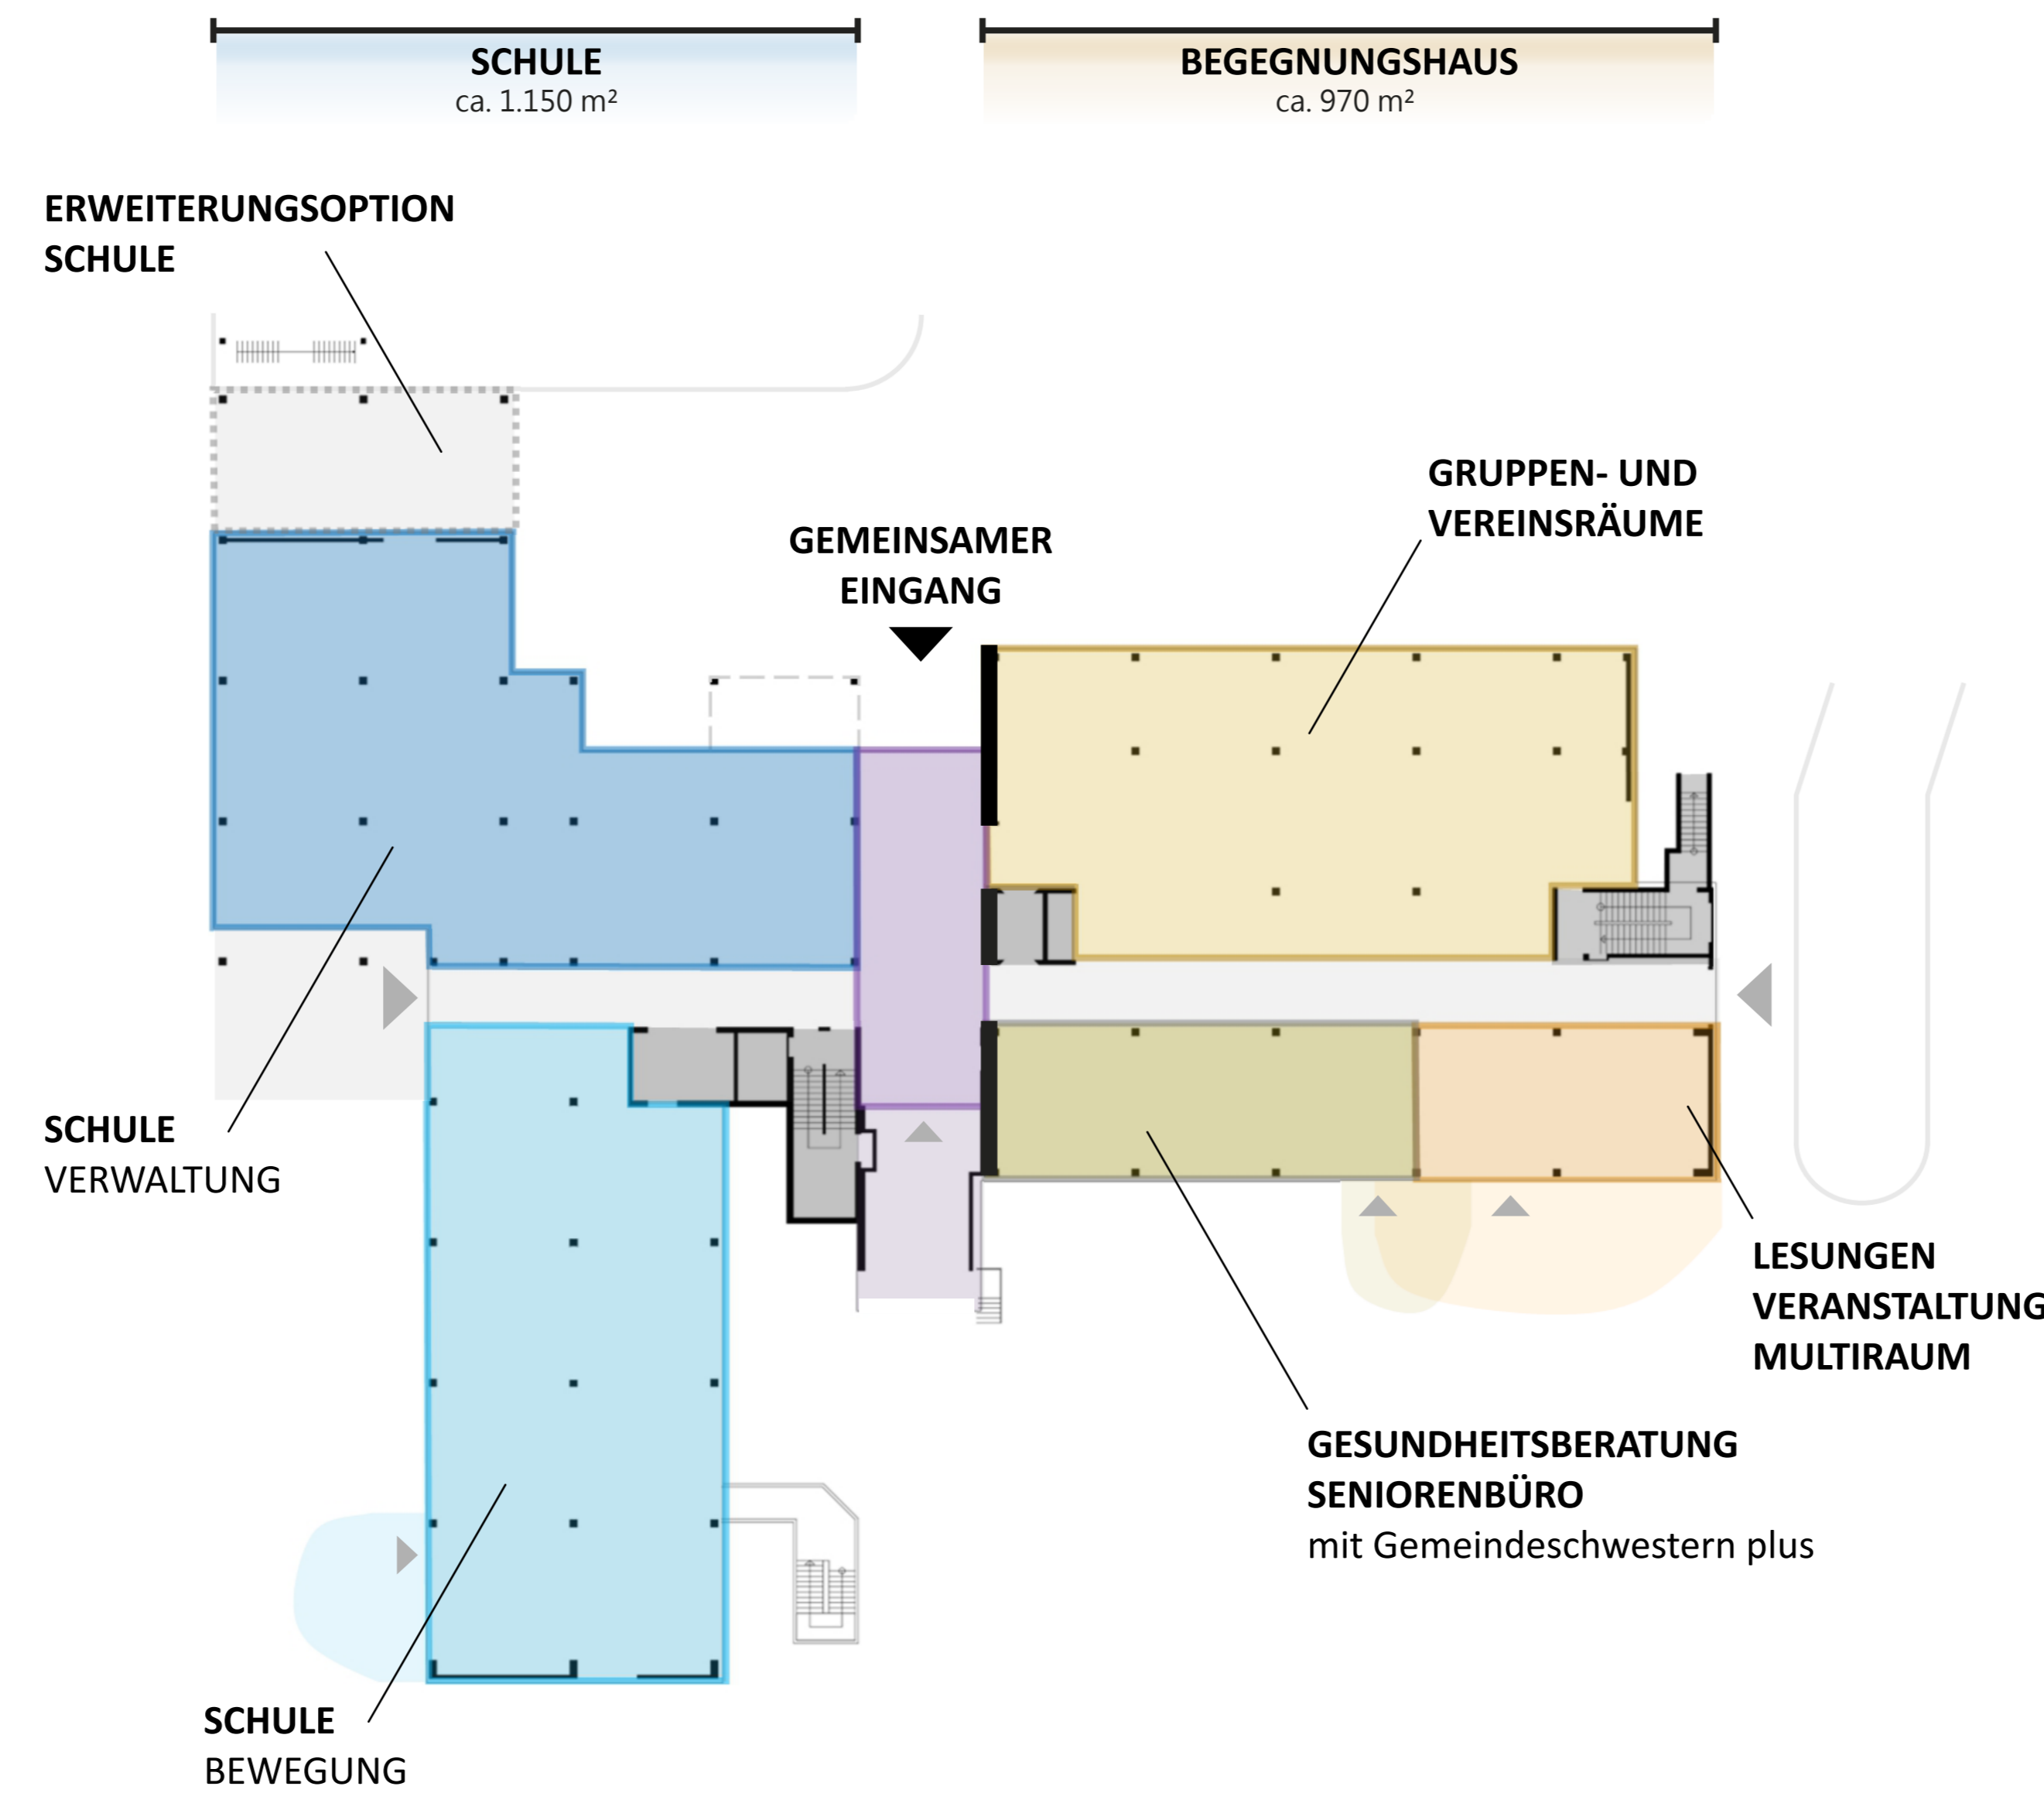 SCHULE
ca. 1.150 m²
BEGEGNUNGSHAUS
ca. 970 m²
ERWEITERUNGSOPTION
SCHULE
GRUPPEN- UND
VEREINSRÄUME
GEMEINSAMER
EINGANG
SCHULE
VERWALTUNG
LESUNGEN
VERANSTALTUNG
MULTIRAUM
GESUNDHEITSBERATUNG
SENIORENBÜRO
mit Gemeindeschwestern plus
SCHULE
BEWEGUNG